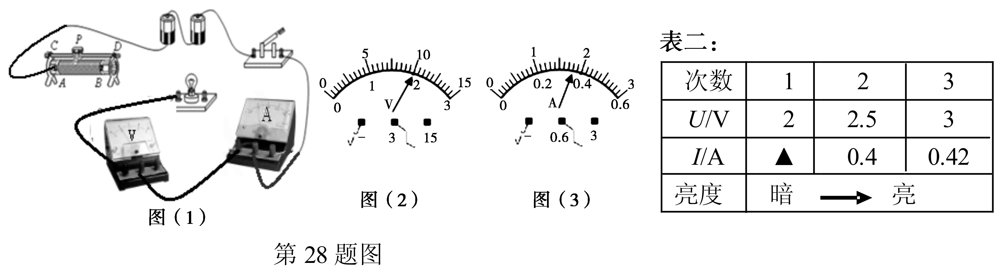 C P D
A B
V
A
图（1）
5 10
0 15
1 2
0 3
V
− 3 15
图（2）
1 2
0 3
0.2 0.4
0 0.6
A
− 0.6 3
图（3）
第 28 题图
表二：
次数 1 2 3
U/V 2 2.5 3
I/A ▲ 0.4 0.42
亮度 暗 亮